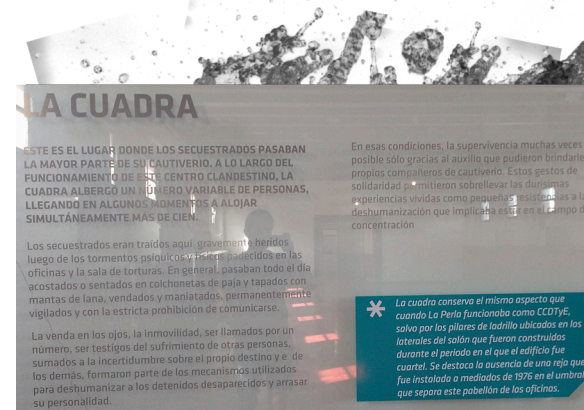 LA CUADRA
ESTE ES EL LUGAR DONDE LOS SECUESTRADOS PASABAN
LA MAYOR PARTE DE SU CAUTIVERIO. A LO LARGO DEL
FUNCIONAMIENTO DE ESTE CENTRO CLANDESTINO, LA
CUADRA ALBERGÓ UN NÚMERO VARIABLE DE PERSONAS,
LLEGANDO EN ALGUNOS MOMENTOS A ALOJAR
SIMULTÁNEAMENTE MÁS DE CIEN.
Los secuestrados eran traídos aquí gravemente heridos
luego de los tormentos psíquicos y físicos padecidos en las
oficinas y la sala de torturas. En general, pasaban todo el día
acostados o sentados en colchonetas de paja y tapados con
mantas de lana, vendados y maniatados, permanentemente
vigilados y con la estricta prohibición de comunicarse.
La venda en los ojos, la inmovilidad, ser llamados por un
número, ser testigos del sufrimiento de otras personas,
sumados a la incertidumbre sobre el propio destino y e de
los demás, formaron parte de los mecanismos utilizados
para deshumanizar a los detenidos desaparecidos y arrasar
su personalidad.
En esas condiciones, la supervivencia muchas veces
posible sólo gracias al auxilio que pudieron brindarle
propios compañeros de cautiverio. Estos gestos de
solidaridad permitieron sobrellevar las durísimas
experiencias vividas como pequeñas resistencias a la
deshumanización que implicaba estar en el campo d
concentración
* La cuadra conserva el mismo aspecto que
cuando La Perla funcionaba como CCDTyE,
salvo por los pilares de ladrillo ubicados en los
laterales del salón que fueron construidos
durante el período en el que el edificio fue
cuartel. Se destaca la ausencia de una reja que
fue instalada a mediados de 1976 en el umbral
que separa este pabellón de las oficinas.